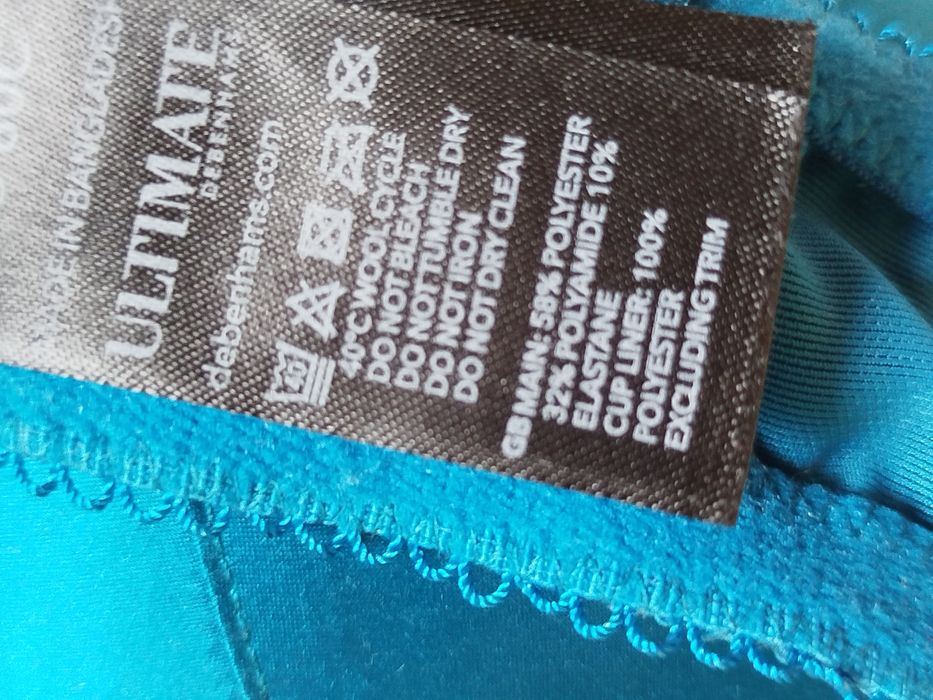 MADE IN BANGLADESH
ULTIMATE
DEBENHAMS
debenhams.com
40
40°C WOOL CYCLE
DO NOT BLEACH
DO NOT TUMBLE DRY
DO NOT IRON
DO NOT DRY CLEAN
GB MAIN: 58% POLYESTER
32% POLYAMIDE 10%
ELASTANE
CUP LINER: 100%
POLYESTER
EXCLUDING TRIM